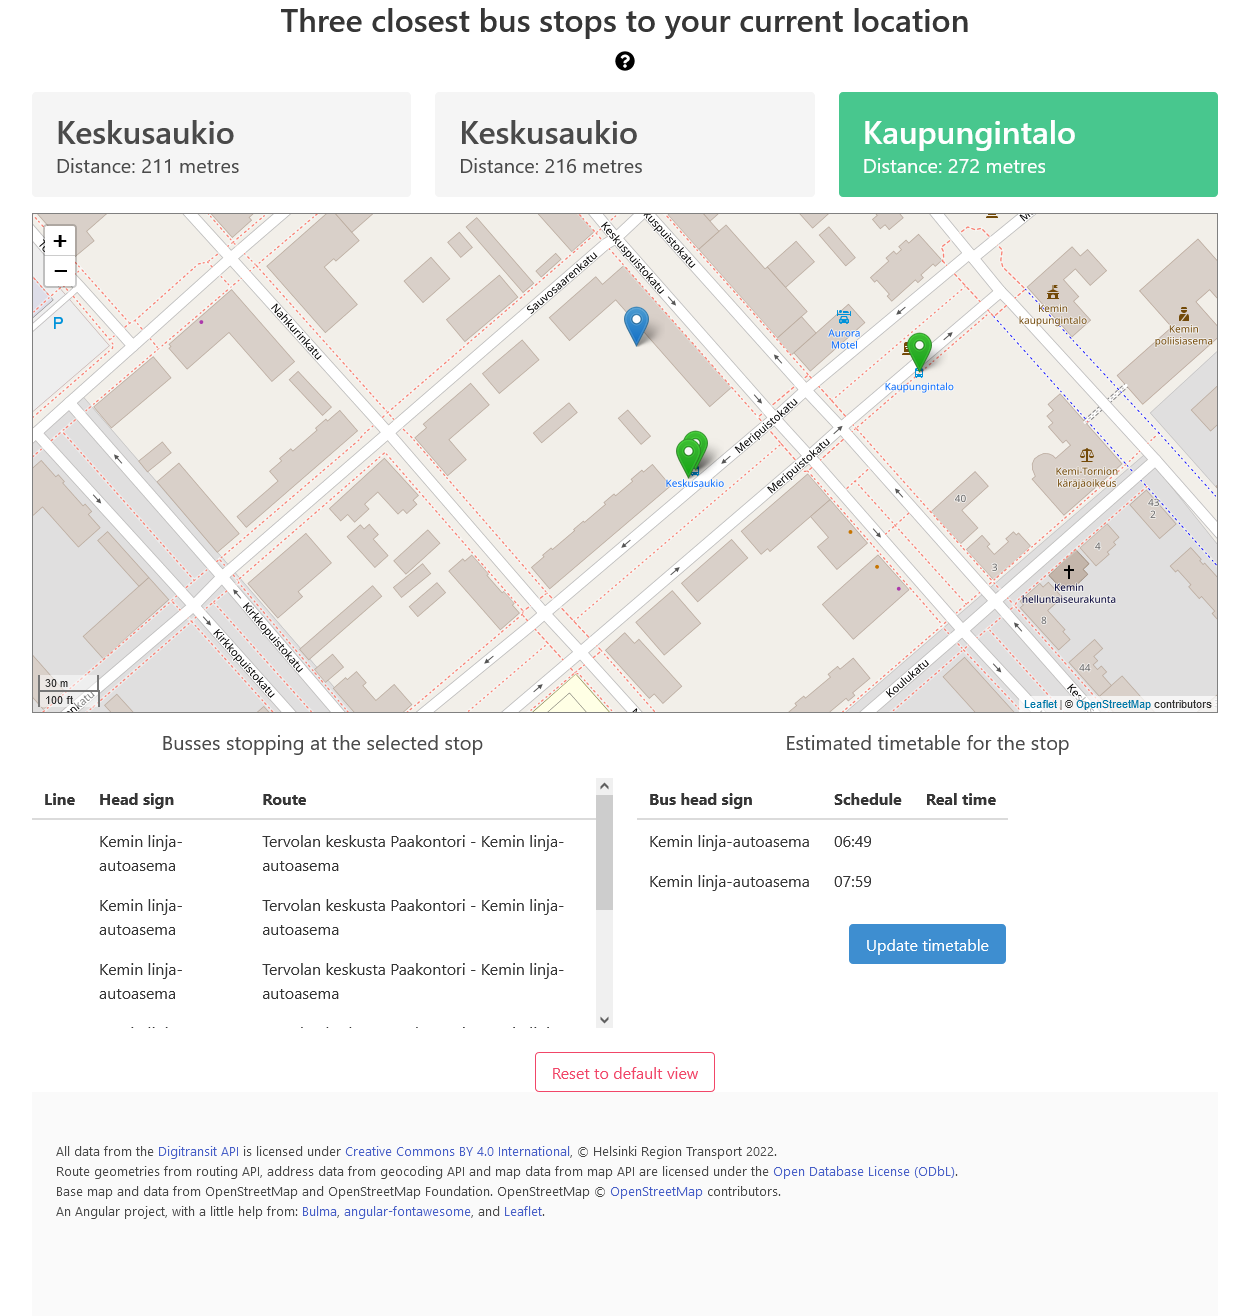 Three closest bus stops to your current location
?
Keskusaukio
Distance: 211 metres
Keskusaukio
Distance: 216 metres
Kaupungintalo
Distance: 272 metres
+
−
P
Nahkurinkatu
Sauvosaarenkatu
Keskuspuistokatu
kuspuistokatu
Aurora
Motel
Kemin
kaupungintalo
Kemin
poliisiasema
Kaupungintalo
Meripuistokatu
Meripuistokatu
Keskusaukio
Kemi-Tornion
käräjäoikeus
40
43
2
4
3
Kemin
helluntaiseurakunta
8
44
Kirkkopuistokatu
Kirkkopuistokatu
Koulukatu
30 m
100 ft
Leaflet | © OpenStreetMap contributors
Busses stopping at the selected stop
Line Head sign Route
Kemin linja-
autoasema
Tervolan keskusta Paakontori - Kemin linja-
autoasema
Kemin linja-
autoasema
Tervolan keskusta Paakontori - Kemin linja-
autoasema
Kemin linja-
autoasema
Tervolan keskusta Paakontori - Kemin linja-
autoasema
Estimated timetable for the stop
Bus head sign Schedule Real time
Kemin linja-autoasema 06:49
Kemin linja-autoasema 07:59
Update timetable
Reset to default view
All data from the Digitransit API is licensed under Creative Commons BY 4.0 International, © Helsinki Region Transport 2022.
Route geometries from routing API, address data from geocoding API and map data from map API are licensed under the Open Database License (ODbL).
Base map and data from OpenStreetMap and OpenStreetMap Foundation. OpenStreetMap © OpenStreetMap contributors.
An Angular project, with a little help from: Bulma, angular-fontawesome, and Leaflet.